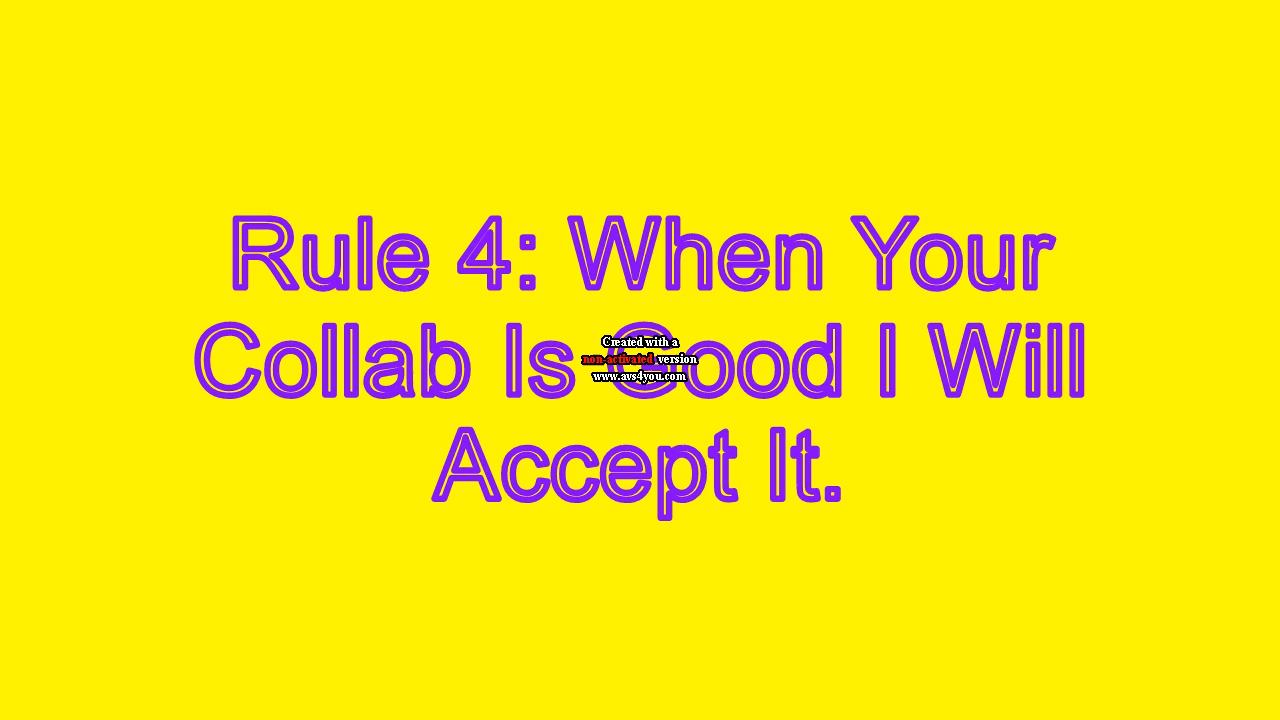 Rule 4: When Your
Collab Is Good I Will
Accept It.
Created with a
non-activated version
www.avs4you.com